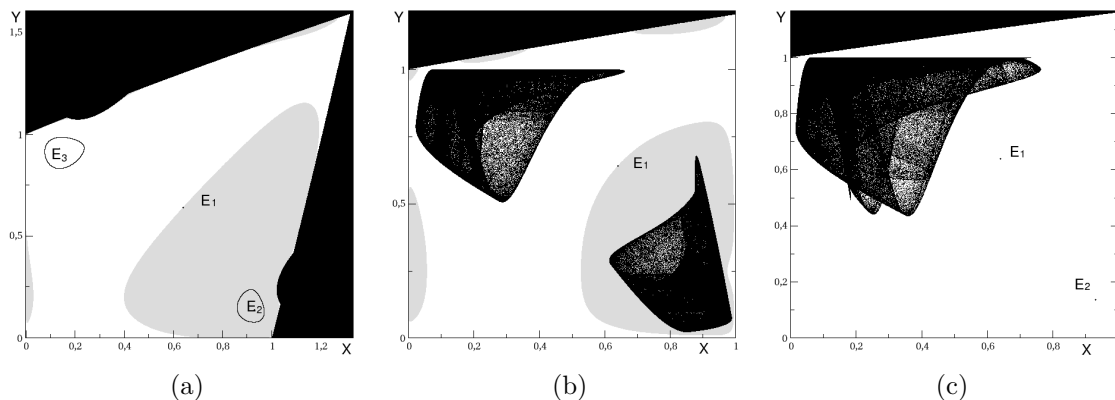 Y
1,5
1
0,5
0
E3
E1
E2
0 0,2 0,4 0,6 0,8 1 1,2
X
(a)
Y
1
0,5
0
E1
0 0,2 0,4 0,6 0,8 1
X
(b)
Y
1
0,8
0,6
0,4
0,2
0
E1
E2
0 0,2 0,4 0,6 0,8
X
(c)